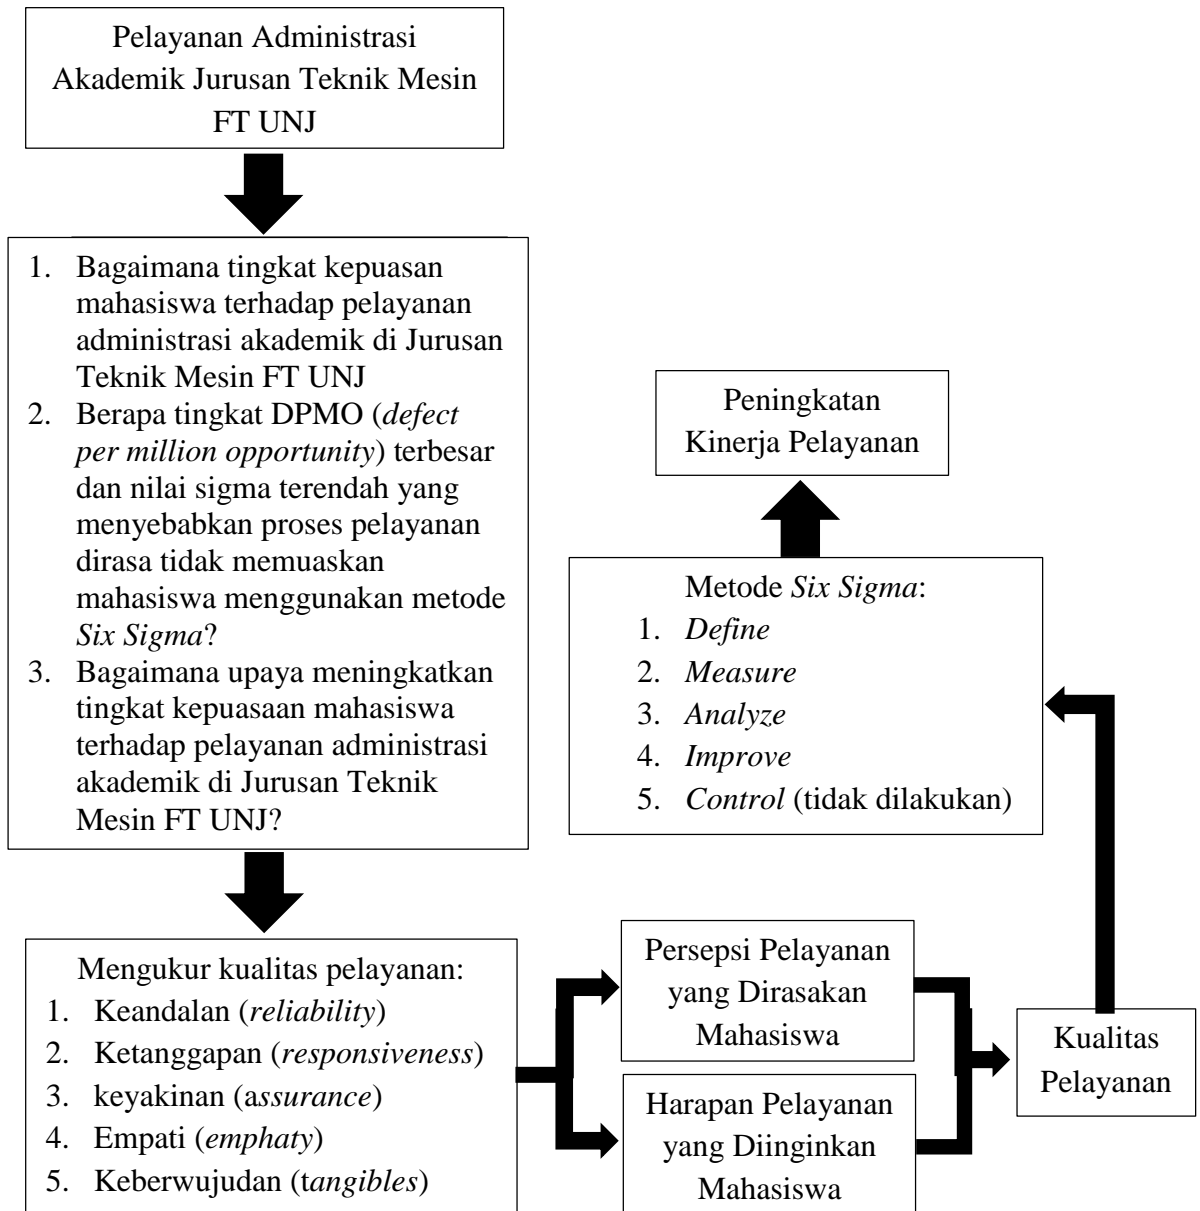 Pelayanan Administrasi
Akademik Jurusan Teknik Mesin
FT UNJ
1. Bagaimana tingkat kepuasan
mahasiswa terhadap pelayanan
administrasi akademik di Jurusan
Teknik Mesin FT UNJ
2. Berapa tingkat DPMO (defect
per million opportunity) terbesar
dan nilai sigma terendah yang
menyebabkan proses pelayanan
dirasa tidak memuaskan
mahasiswa menggunakan metode
Six Sigma?
3. Bagaimana upaya meningkatkan
tingkat kepuasaan mahasiswa
terhadap pelayanan administrasi
akademik di Jurusan Teknik
Mesin FT UNJ?
Mengukur kualitas pelayanan:
1. Keandalan (reliability)
2. Ketanggapan (responsiveness)
3. keyakinan (assurance)
4. Empati (emphaty)
5. Keberwujudan (tangibles)
Persepsi Pelayanan
yang Dirasakan
Mahasiswa
Harapan Pelayanan
yang Diinginkan
Mahasiswa
Kualitas
Pelayanan
Metode Six Sigma:
1. Define
2. Measure
3. Analyze
4. Improve
5. Control (tidak dilakukan)
Peningkatan
Kinerja Pelayanan